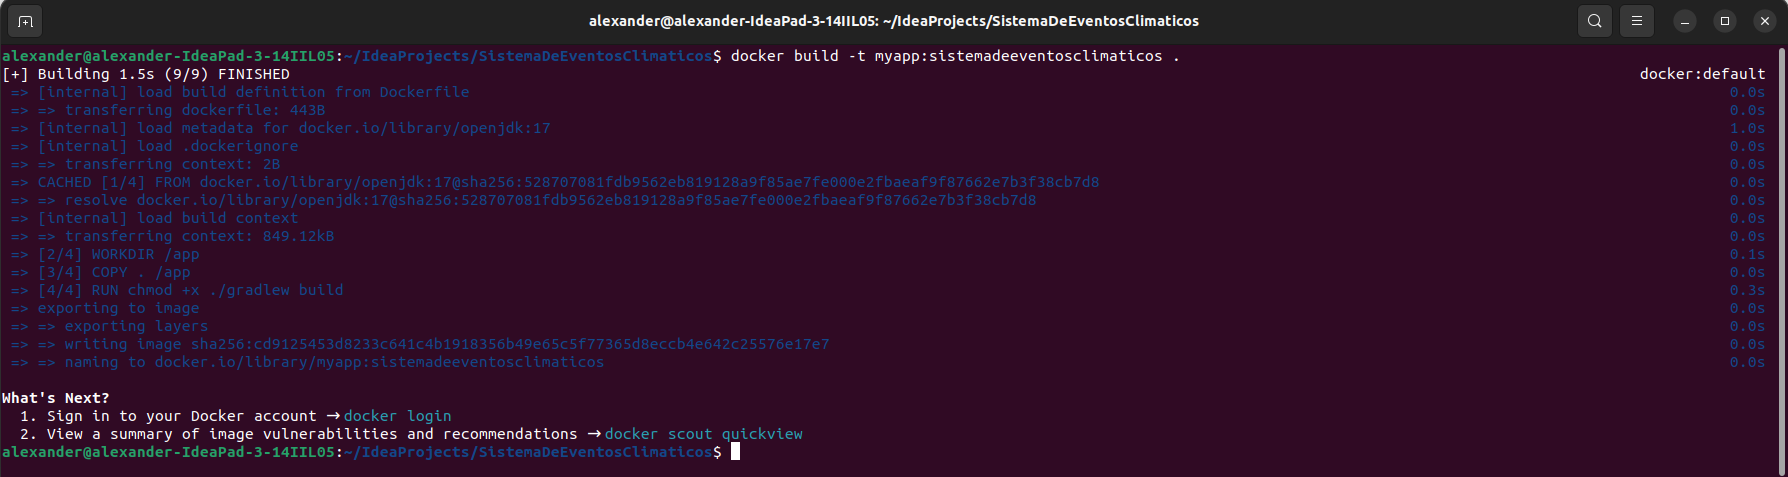 alexander@alexander-IdeaPad-3-14IIL05: ~/IdeaProjects/SistemaDeEventosClimaticos
alexander@alexander-IdeaPad-3-14IIL05:~/IdeaProjects/SistemaDeEventosClimaticos$ docker build -t myapp:sistemadeeventosclimaticos .
[+] Building 1.5s (9/9) FINISHED docker:default
=> [internal] load build definition from Dockerfile 0.0s
=> => transferring dockerfile: 443B 0.0s
=> [internal] load metadata for docker.io/library/openjdk:17 1.0s
=> [internal] load .dockerignore 0.0s
=> => transferring context: 2B 0.0s
=> CACHED [1/4] FROM docker.io/library/openjdk:17@sha256:528707081fdb9562eb819128a9f85ae7fe000e2fbaeaf9f87662e7b3f38cb7d8 0.0s
=> => resolve docker.io/library/openjdk:17@sha256:528707081fdb9562eb819128a9f85ae7fe000e2fbaeaf9f87662e7b3f38cb7d8 0.0s
=> [internal] load build context 0.0s
=> => transferring context: 849.12kB 0.0s
=> [2/4] WORKDIR /app 0.1s
=> [3/4] COPY . /app 0.0s
=> [4/4] RUN chmod +x ./gradlew build 0.3s
=> exporting to image 0.0s
=> => exporting layers 0.0s
=> => writing image sha256:cd9125453d8233c641c4b1918356b49e65c5f77365d8eccb4e642c25576e17e7 0.0s
=> => naming to docker.io/library/myapp:sistemadeeventosclimaticos 0.0s
What's Next?
1. Sign in to your Docker account → docker login
2. View a summary of image vulnerabilities and recommendations → docker scout quickview
alexander@alexander-IdeaPad-3-14IIL05:~/IdeaProjects/SistemaDeEventosClimaticos$